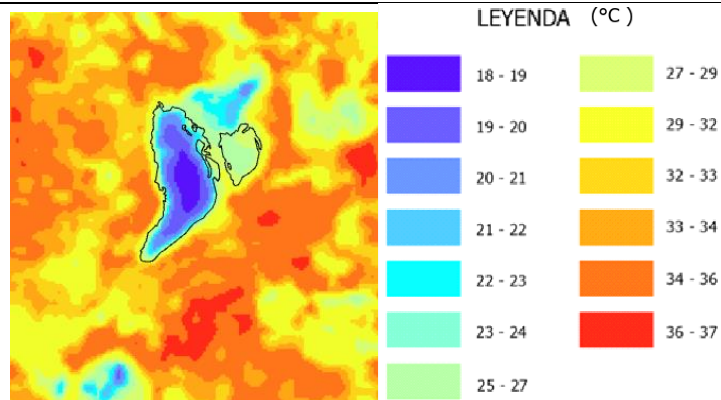 LEYENDA (°C )
18 - 19
19 - 20
20 - 21
21 - 22
22 - 23
23 - 24
25 - 27
27 - 29
29 - 32
32 - 33
33 - 34
34 - 36
36 - 37